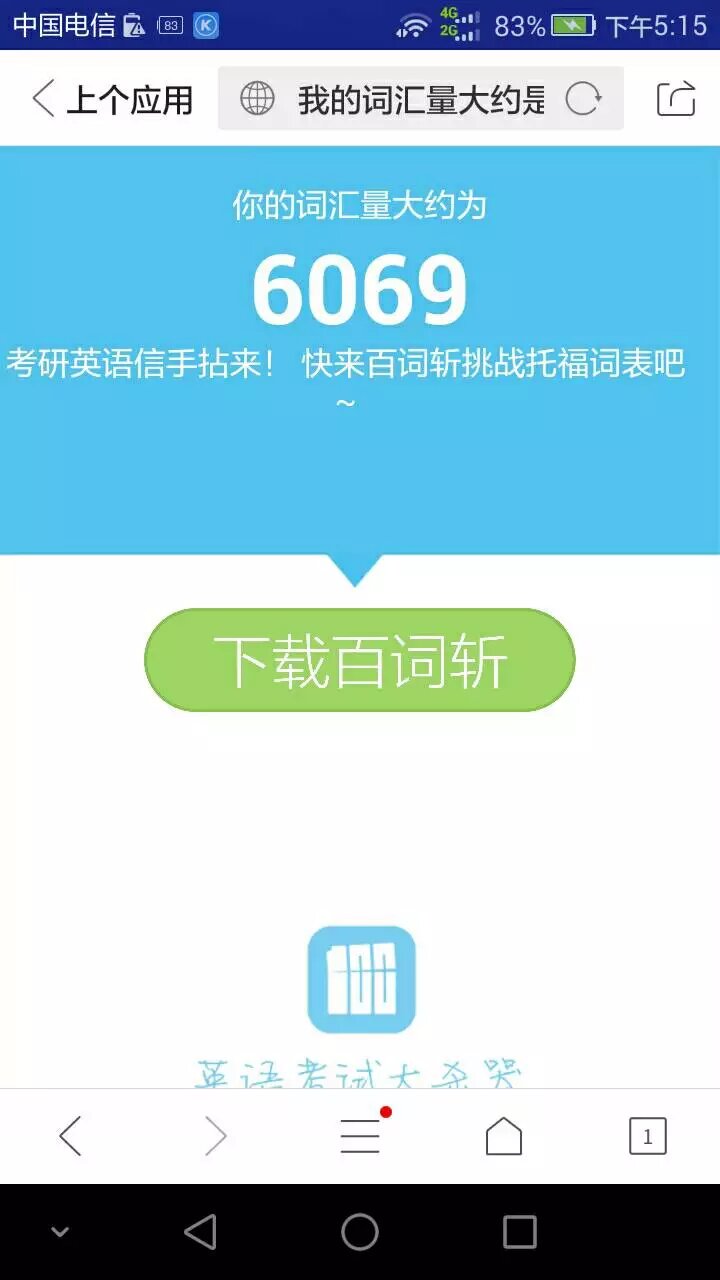 中国电信 83 K 4G 2G 83% 下午5:15
上个应用 我的词汇量大约是
你的词汇量大约为
6069
考研英语信手拈来！ 快来百词斩挑战托福词表吧
~
下载百词斩
100
英语考试大杀器
1